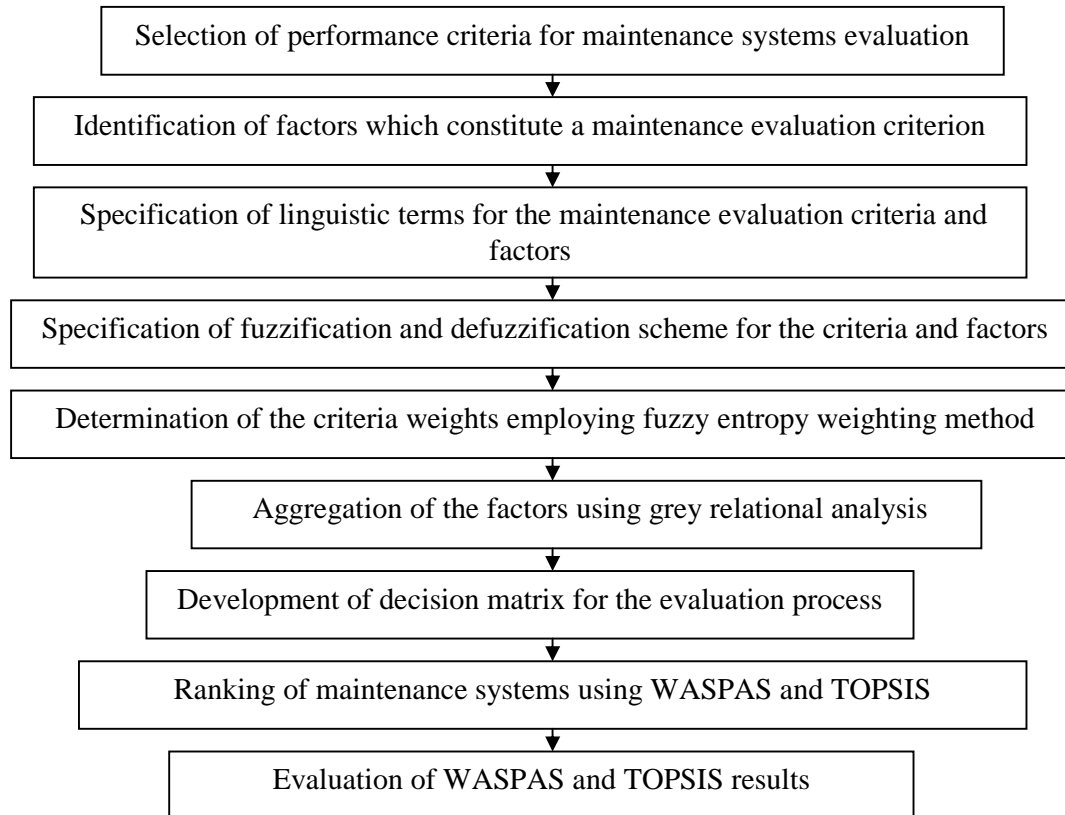 Selection of performance criteria for maintenance systems evaluation
Identification of factors which constitute a maintenance evaluation criterion
Specification of linguistic terms for the maintenance evaluation criteria and
factors
Specification of fuzzification and defuzzification scheme for the criteria and factors
Determination of the criteria weights employing fuzzy entropy weighting method
Aggregation of the factors using grey relational analysis
Development of decision matrix for the evaluation process
Ranking of maintenance systems using WASPAS and TOPSIS
Evaluation of WASPAS and TOPSIS results